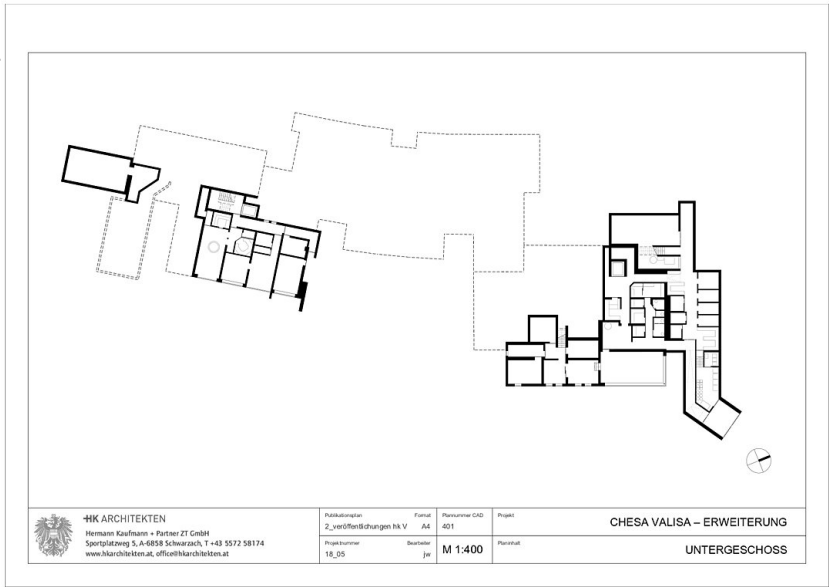 HK ARCHITEKTEN
Hermann Kaufmann + Partner ZT GmbH
Sportplatzweg 5, A-6858 Schwarzach, T +43 5572 58174
www.hkarchitekten.at, office@hkarchitekten.at
Publikationsplan Format
2_veröffentlichungen hk V A4
Projektnummer Bearbeiter
18_05 jw
Plannummer CAD
401
M 1:400
Projekt
CHESA VALISA – ERWEITERUNG
Planinhalt
UNTERGESCHOSS